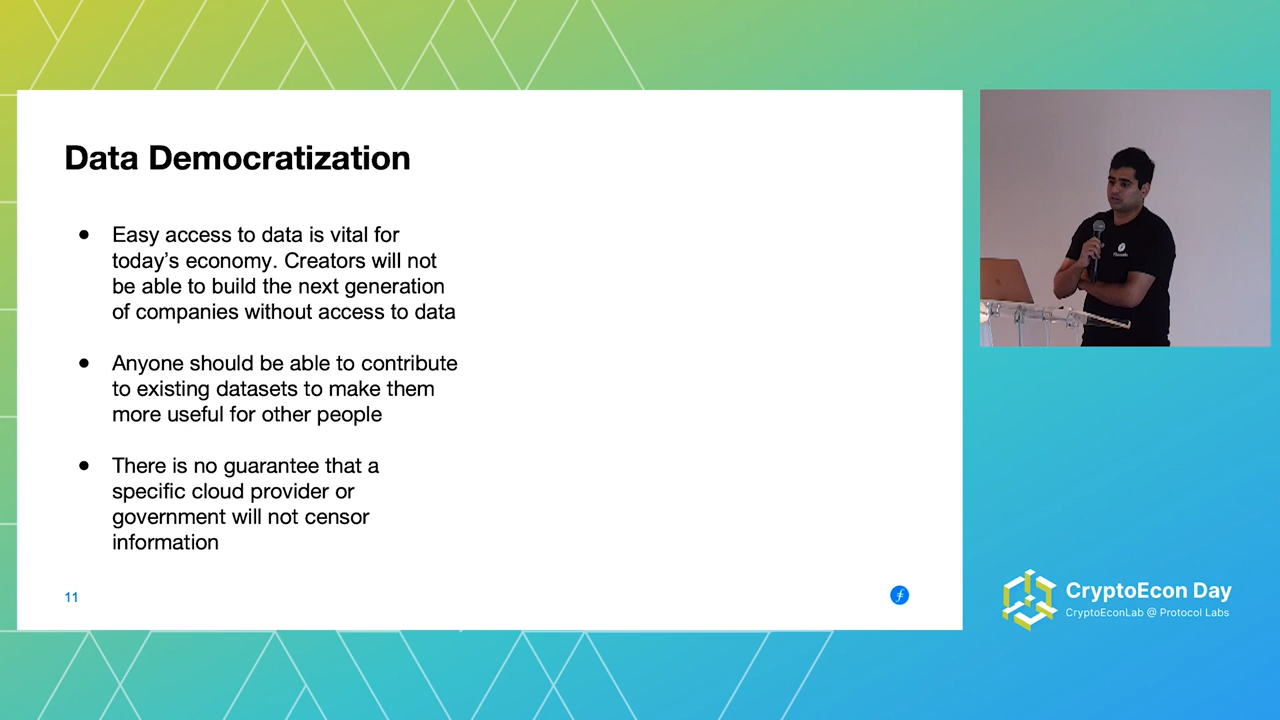 Data Democratization
● Easy access to data is vital for
today’s economy. Creators will not
be able to build the next generation
of companies without access to data
● Anyone should be able to contribute
to existing datasets to make them
more useful for other people
● There is no guarantee that a
specific cloud provider or
government will not censor
information
11
CryptoEcon Day
CryptoEconLab @ Protocol Labs